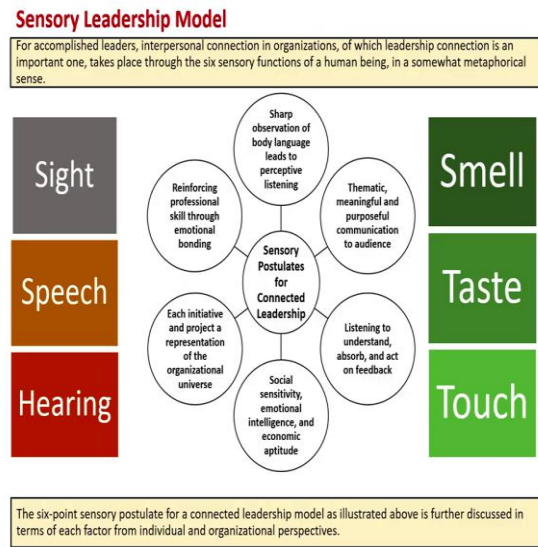 Sensory Leadership Model
For accomplished leaders, interpersonal connection in organizations, of which leadership connection is an
important one, takes place through the six sensory functions of a human being, in a somewhat metaphorical
sense.
Sight
Speech
Hearing
Sharp
observation of
body language
leads to
perceptive
listening
Reinforcing
professional
skill through
emotional
bonding
Thematic,
meaningful and
purposeful
communication
to audience
Sensory
Postulates
for
Connected
Leadership
Each initiative
and project a
representation
of the
organizational
universe
Listening to
understand,
absorb, and act
on feedback
Social
sensitivity,
emotional
intelligence, and
economic
aptitude
Smell
Taste
Touch
The six-point sensory postulate for a connected leadership model as illustrated above is further discussed in
terms of each factor from individual and organizational perspectives.